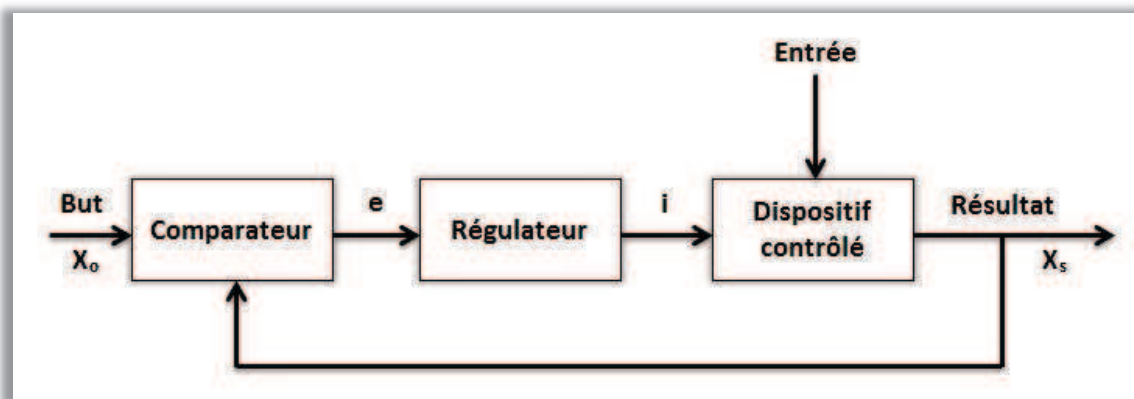 Entrée
But
X₀
Comparateur
e
Régulateur
i
Dispositif
contrôlé
Résultat
Xₛ